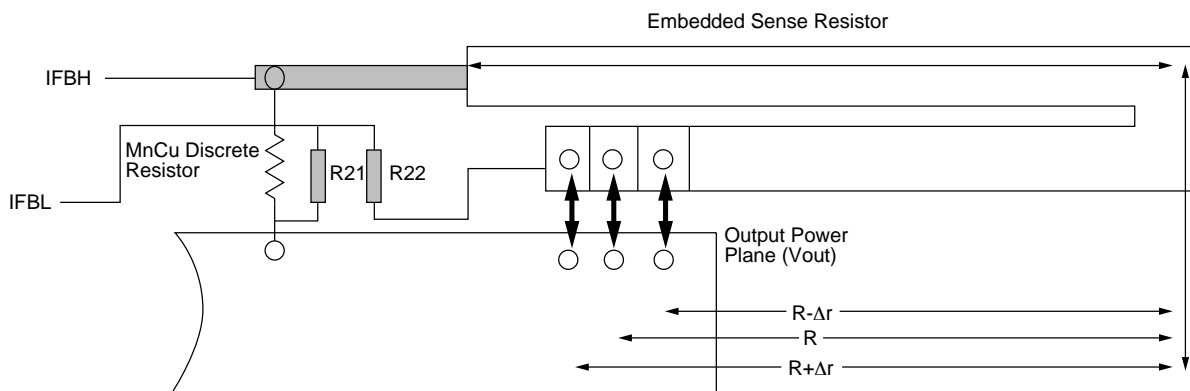 Embedded Sense Resistor
IFBH
MnCu Discrete
Resistor
R21
R22
IFBL
Output Power
Plane (Vout)
R-Δr
R
R+Δr